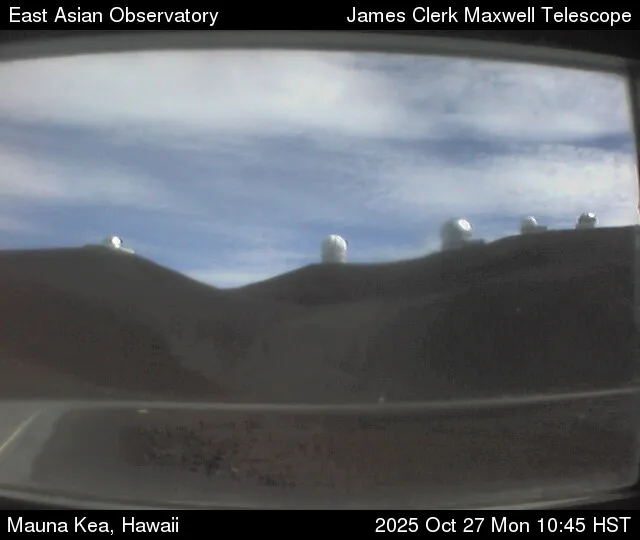 East Asian Observatory
James Clerk Maxwell Telescope
Mauna Kea, Hawaii
2025 Oct 27 Mon 10:45 HST